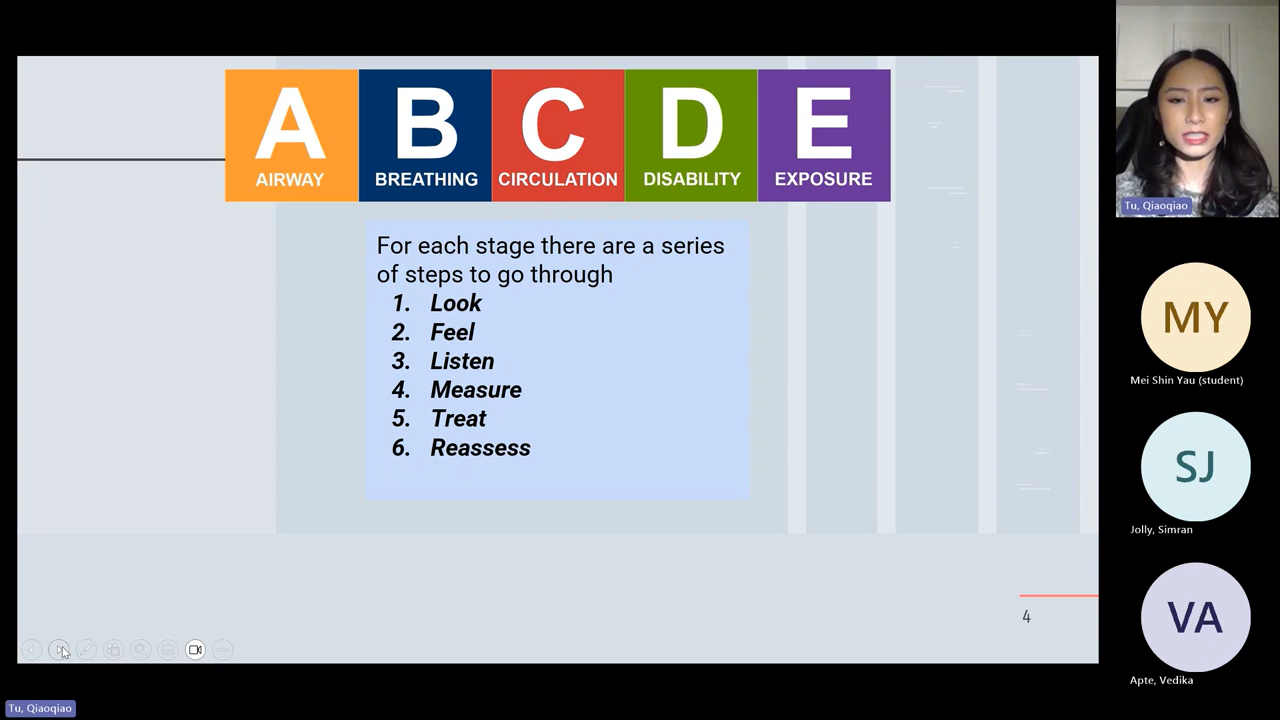 A B C D E
AIRWAY BREATHING CIRCULATION DISABILITY EXPOSURE
For each stage there are a series
of steps to go through
1. Look
2. Feel
3. Listen
4. Measure
5. Treat
6. Reassess
4
Tu, Qiaoqiao
MY
Mei Shin Yau (student)
SJ
Jolly, Simran
VA
Apte, Vedika
Tu, Qiaoqiao